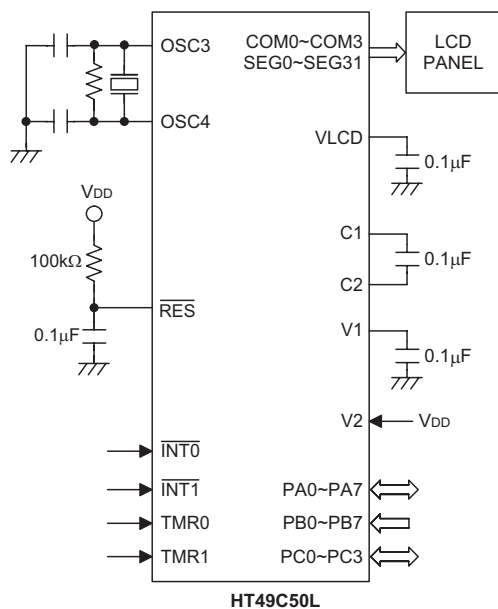 OSC3
OSC4
VDD
100kΩ
0.1μF
RES
INT0
INT1
TMR0
TMR1
COM0~COM3
SEG0~SEG31
LCD
PANEL
VLCD
0.1μF
C1
C2
0.1μF
V1
0.1μF
V2
VDD
PA0~PA7
PB0~PB7
PC0~PC3
HT49C50L